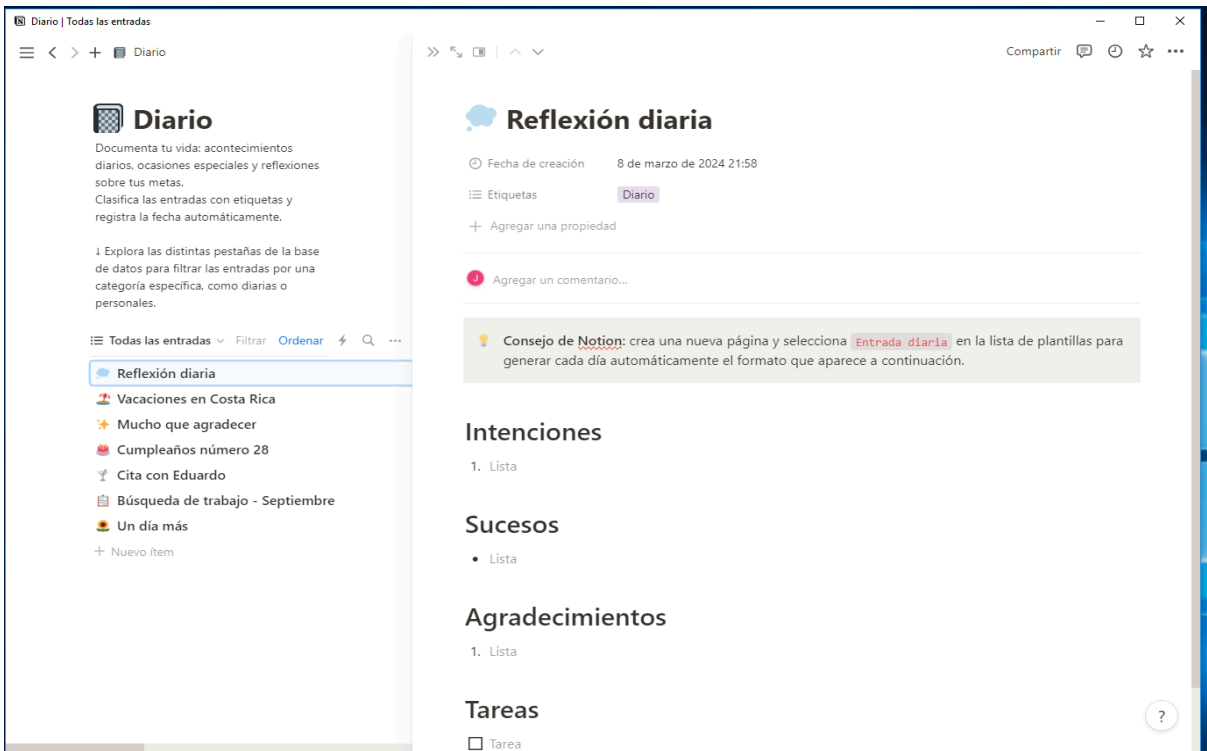 Diario | Todas las entradas
Diario
Diario
Documenta tu vida: acontecimientos
diarios, ocasiones especiales y reflexiones
sobre tus metas.
Clasifica las entradas con etiquetas y
registra la fecha automáticamente.
↓ Explora las distintas pestañas de la base
de datos para filtrar las entradas por una
categoría específica, como diarias o
personales.
Todas las entradas Filtrar Ordenar
Reflexión diaria
Vacaciones en Costa Rica
Mucho que agradecer
Cumpleaños número 28
Cita con Eduardo
Búsqueda de trabajo - Septiembre
Un día más
+ Nuevo ítem
Compartir
Reflexión diaria
Fecha de creación 8 de marzo de 2024 21:58
Etiquetas Diario
+ Agregar una propiedad
J Agregar un comentario...
Consejo de Notion: crea una nueva página y selecciona Entrada diaria en la lista de plantillas para
generar cada día automáticamente el formato que aparece a continuación.
Intenciones
1. Lista
Sucesos
• Lista
Agradecimientos
1. Lista
Tareas
Tarea
?